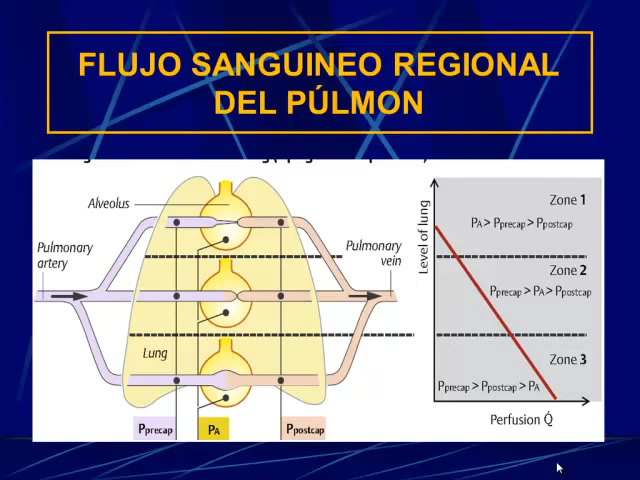 FLUJO SANGUINEO REGIONAL
DEL PÚLMON
Alveolus
Pulmonary
artery
Pulmonary
vein
Lung
Pprecap
PA
Ppostcap
Level of lung
Zone 1
PA > Pprecap > Ppostcap
Zone 2
Pprecap > PA > Ppostcap
Zone 3
Pprecap > Ppostcap > PA
Perfusion Q̇